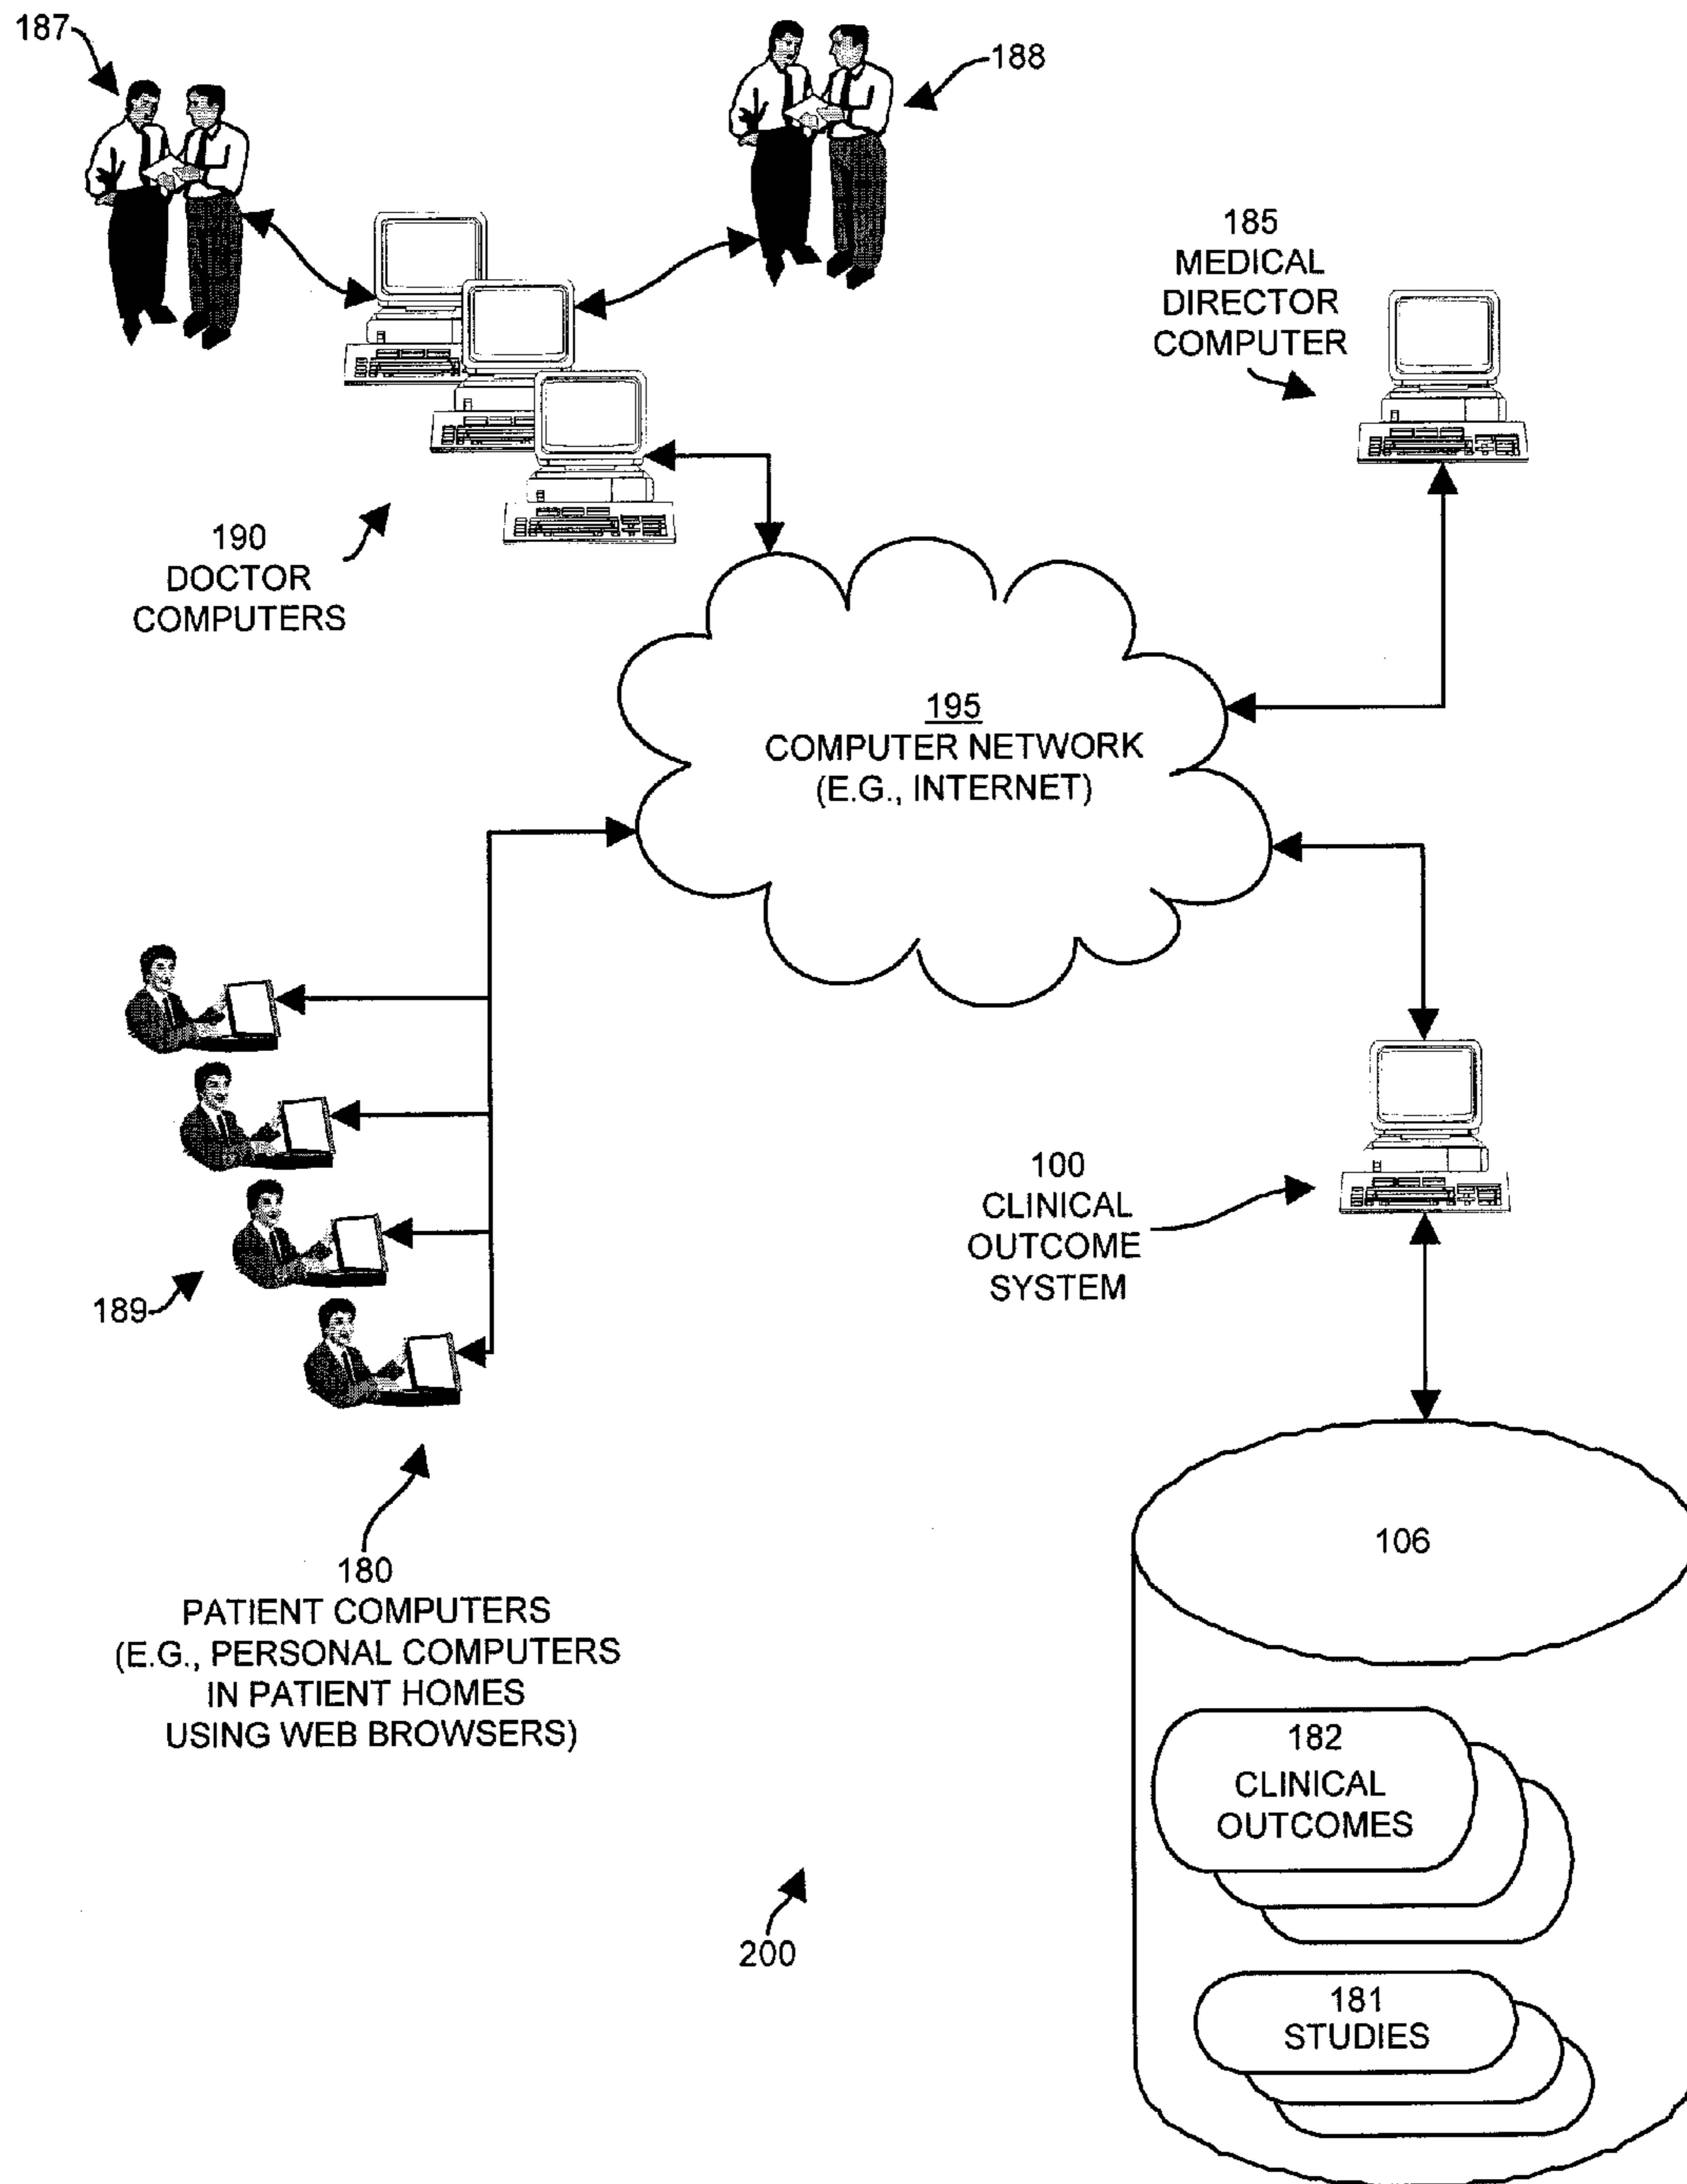 187
188
185
MEDICAL
DIRECTOR
COMPUTER
190
DOCTOR
COMPUTERS
195
COMPUTER NETWORK
(E.G., INTERNET)
100
CLINICAL
OUTCOME
SYSTEM
189
180
PATIENT COMPUTERS
(E.G., PERSONAL COMPUTERS
IN PATIENT HOMES
USING WEB BROWSERS)
106
182
CLINICAL
OUTCOMES
200
181
STUDIES